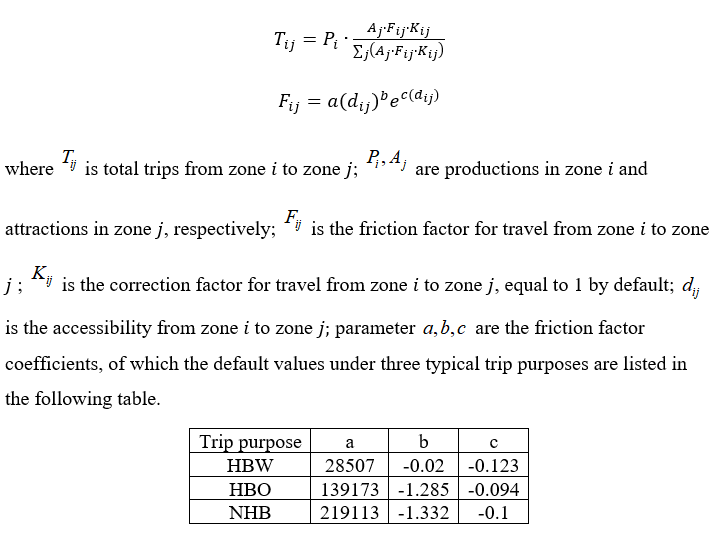 T_ij = P_i · A_j·F_ij·K_ij / Σ_j(A_j·F_ij·K_ij)
F_ij = a(d_ij)^b e^c(d_ij)
where T_ij is total trips from zone i to zone j; P_i, A_j are productions in zone i and
attractions in zone j, respectively; F_ij is the friction factor for travel from zone i to zone
j ; K_ij is the correction factor for travel from zone i to zone j, equal to 1 by default; d_ij
is the accessibility from zone i to zone j; parameter a,b,c are the friction factor
coefficients, of which the default values under three typical trip purposes are listed in
the following table.
Trip purpose a b c
HBW 28507 -0.02 -0.123
HBO 139173 -1.285 -0.094
NHB 219113 -1.332 -0.1